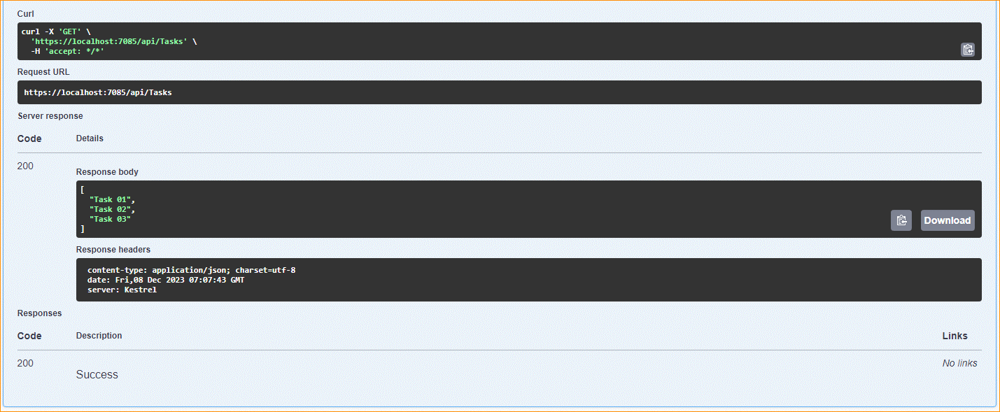 Curl
curl -X 'GET' \
'https://localhost:7085/api/Tasks' \
-H 'accept: */*'
Request URL
https://localhost:7085/api/Tasks
Server response
Code Details
200
Response body
[
"Task 01",
"Task 02",
"Task 03"
]
Download
Response headers
content-type: application/json; charset=utf-8
date: Fri,08 Dec 2023 07:07:43 GMT
server: Kestrel
Responses
Code Description Links
200 No links
Success